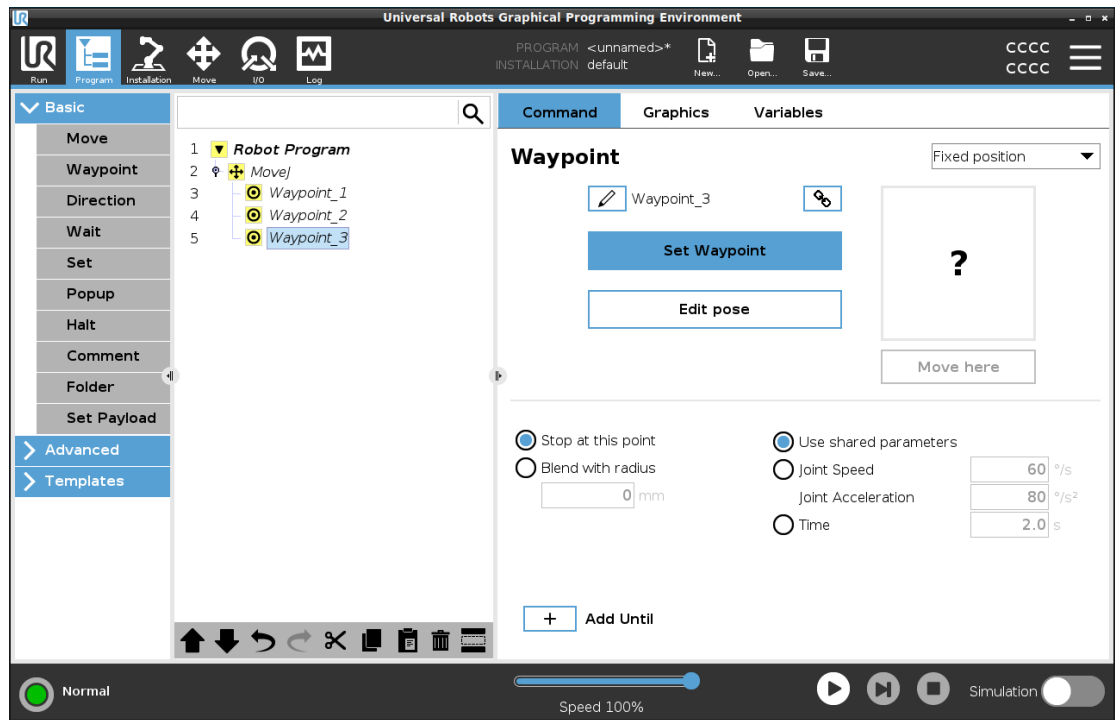 Universal Robots Graphical Programming Environment
UR
Run
Program
Installation
Move
I/O
Log
PROGRAM <unnamed>*
INSTALLATION default
New...
Open...
Save...
CCCC
CCCC
Basic
Move
Waypoint
Direction
Wait
Set
Popup
Halt
Comment
Folder
Set Payload
Advanced
Templates
1 Robot Program
2 MoveJ
3 Waypoint_1
4 Waypoint_2
5 Waypoint_3
Command Graphics Variables
Waypoint
Fixed position
Waypoint_3
Set Waypoint
Edit pose
?
Move here
Stop at this point
Blend with radius
0 mm
Use shared parameters
Joint Speed 60 °/s
Joint Acceleration 80 °/s²
Time 2.0 s
+ Add Until
Normal
Speed 100%
Simulation